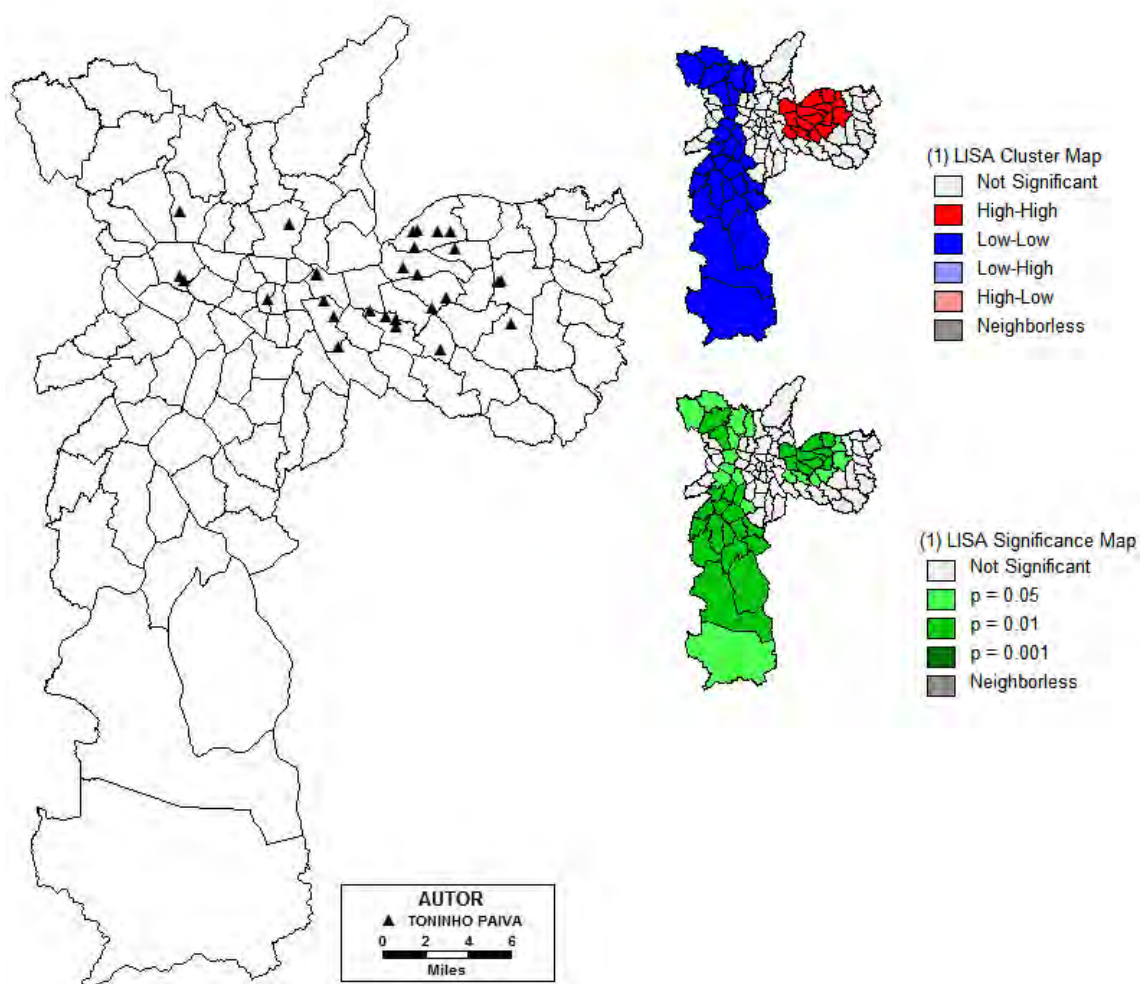 (1) LISA Cluster Map
Not Significant
High-High
Low-Low
Low-High
High-Low
Neighborless
(1) LISA Significance Map
Not Significant
p = 0.05
p = 0.01
p = 0.001
Neighborless
AUTOR
TONINHO PAIVA
0 2 4 6
Miles